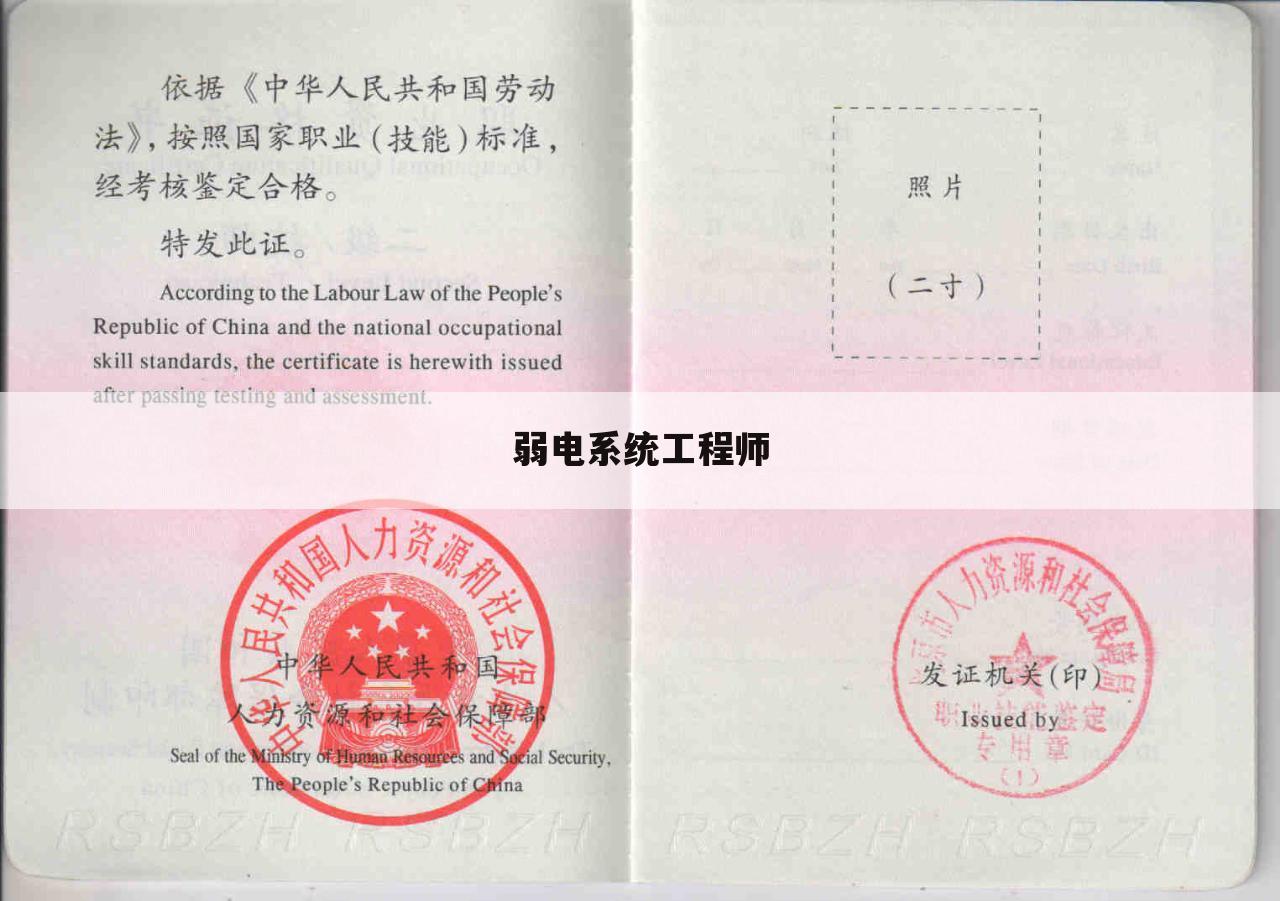 依据《中华人民共和国劳动
法》，按照国家职业(技能)标准，
经考核鉴定合格。
特发此证。
According to the Labour Law of the People's
Republic of China and the national occupational
skill standards, the certificate is herewith issued
after passing testing and assessment.
弱电系统工程师
中华人民共和国人力资源和社会保障部
中华人民共和国
人力资源和社会保障部
Seal of the Ministry of Human Resources and Social Security,
The People's Republic of China
RSBZH RSBZH
照片
(二寸)
市人力资源和社会保障局
发证机关(印)
Issued by
职业技能鉴定
专用章
(1)
RSBZH RSBZH